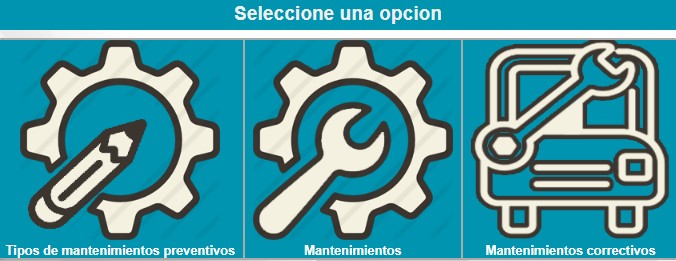 Seleccione una opcion
Tipos de mantenimientos preventivos
Mantenimientos
Mantenimientos correctivos